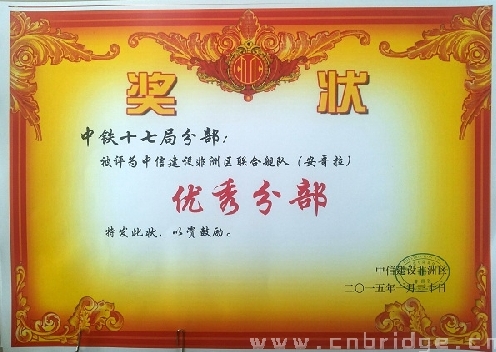 奖 状
中铁十七局分部：
被评为中信建设非洲区联合舰队（安哥拉）
优秀分部
特发此状，以资鼓励。
中信建设非洲区
二〇一五年一月三十日
www.cnbridge.cn